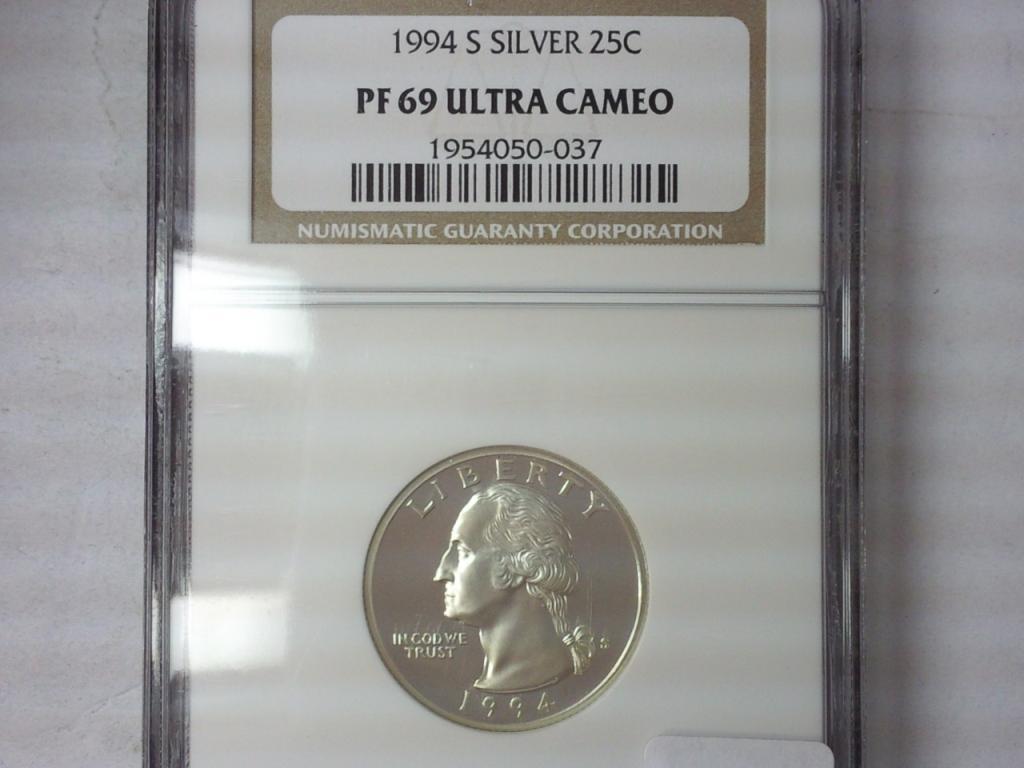 1994 S SILVER 25C
PF 69 ULTRA CAMEO
1954050-037
NUMISMATIC GUARANTY CORPORATION
LIBERTY
IN GOD WE
TRUST
S
1994